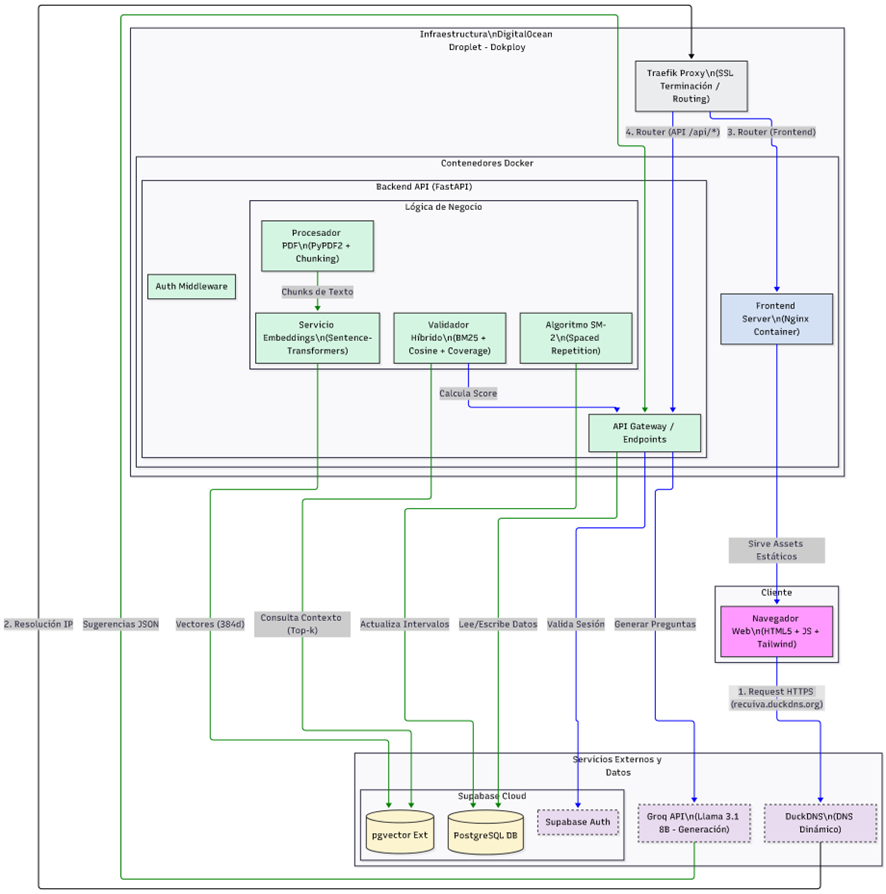 Infraestructura\nDigitalOcean
Droplet - Dokploy
Traefik Proxy\n(SSL
Terminación /
Routing)
4. Router (API /api/*)
3. Router (Frontend)
Contenedores Docker
Backend API (FastAPI)
Lógica de Negocio
Procesador
PDF\n(PyPDF2 +
Chunking)
Auth Middleware
Chunks de Texto
Servicio
Embeddings\n(Sentence-
Transformers)
Validador
Híbrido\n(BM25 +
Cosine + Coverage)
Algoritmo SM-
2\n(Spaced
Repetition)
Frontend
Server\n(Nginx
Container)
Calcula Score
API Gateway /
Endpoints
Sirve Assets
Estáticos
Cliente
Navegador
Web\n(HTML5 + JS +
Tailwind)
2. Resolución IP
Sugerencias JSON
Vectores (384d)
Consulta Contexto
(Top-k)
Actualiza Intervalos
Lee/Escribe Datos
Valida Sesión
Generar Preguntas
1. Request HTTPS
(recuiva.duckdns.org)
Servicios Externos y
Datos
Supabase Cloud
pgvector Ext
PostgreSQL DB
Supabase Auth
Groq API\n(Llama 3.1
8B - Generación)
DuckDNS\n(DNS
Dinámico)